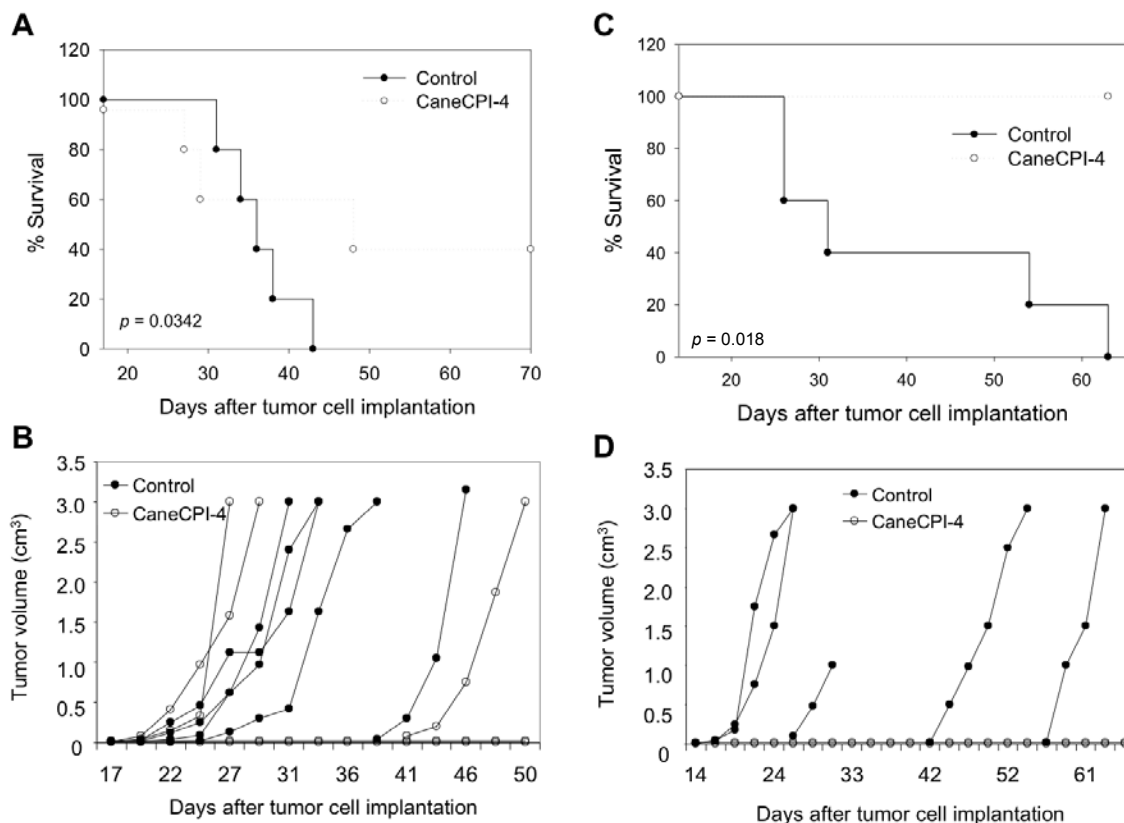 A
120
100
80
60
40
20
0
% Survival
Control
CaneCPI-4
p = 0.0342
20 30 40 50 60 70
Days after tumor cell implantation
C
120
100
80
60
40
20
0
% Survival
Control
CaneCPI-4
p = 0.018
20 30 40 50 60
Days after tumor cell implantation
B
3.5
3.0
2.5
2.0
1.5
1.0
0.5
0
Tumor volume (cm³)
Control
CaneCPI-4
17 22 27 31 36 41 46 50
Days after tumor cell implantation
D
3.5
3.0
2.5
2.0
1.5
1.0
0.5
0
Tumor volume (cm³)
Control
CaneCPI-4
14 24 33 42 52 61
Days after tumor cell implantation